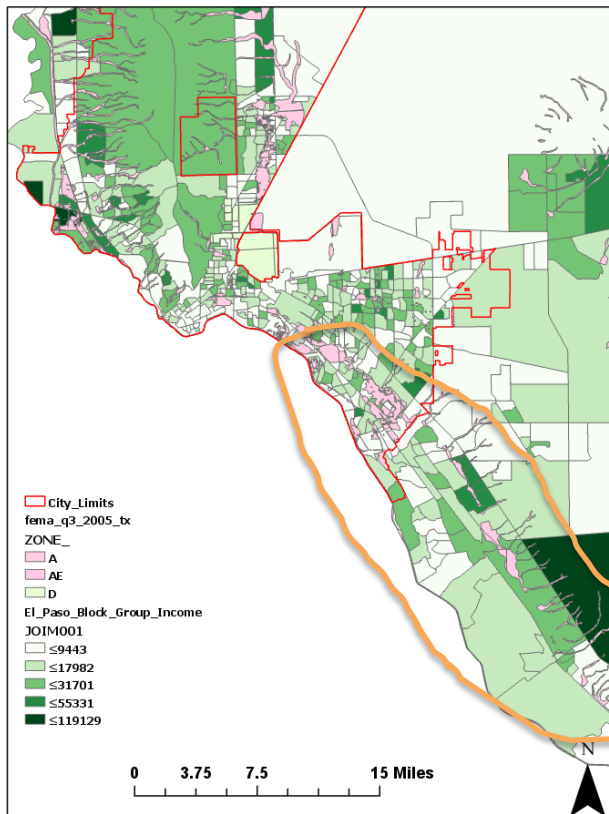 City_Limits
fema_q3_2005_tx
ZONE_
A
AE
D
El_Paso_Block_Group_Income
JOIM001
≤9443
≤17982
≤31701
≤55331
≤119129
0 3.75 7.5 15 Miles
N